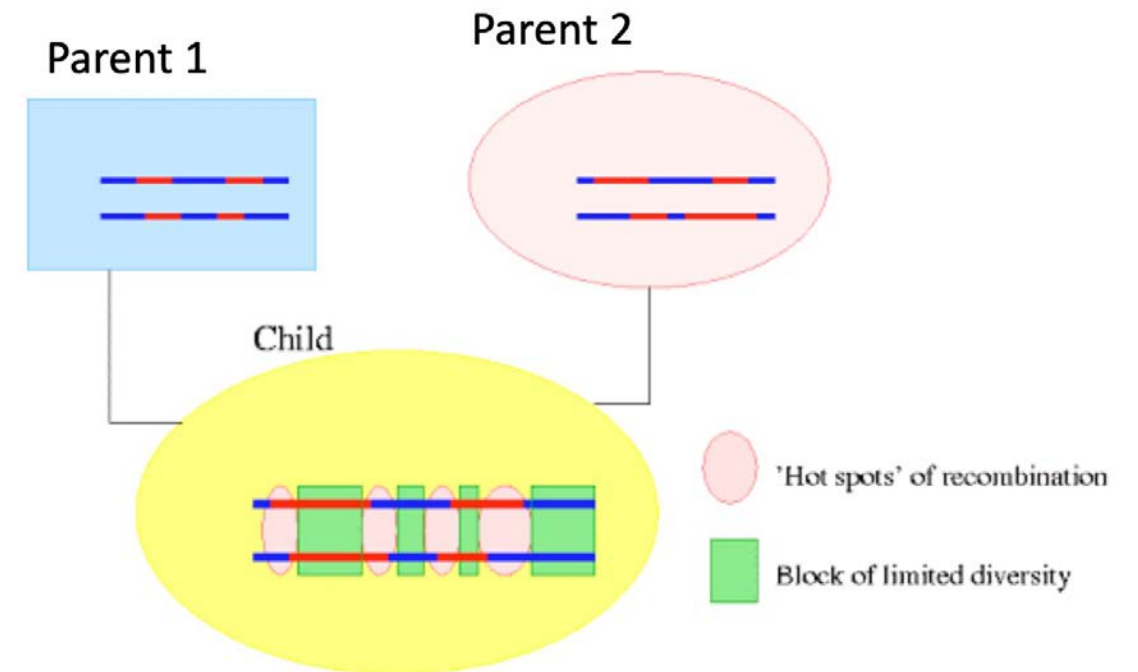 Parent 1
Parent 2
Child
'Hot spots' of recombination
Block of limited diversity